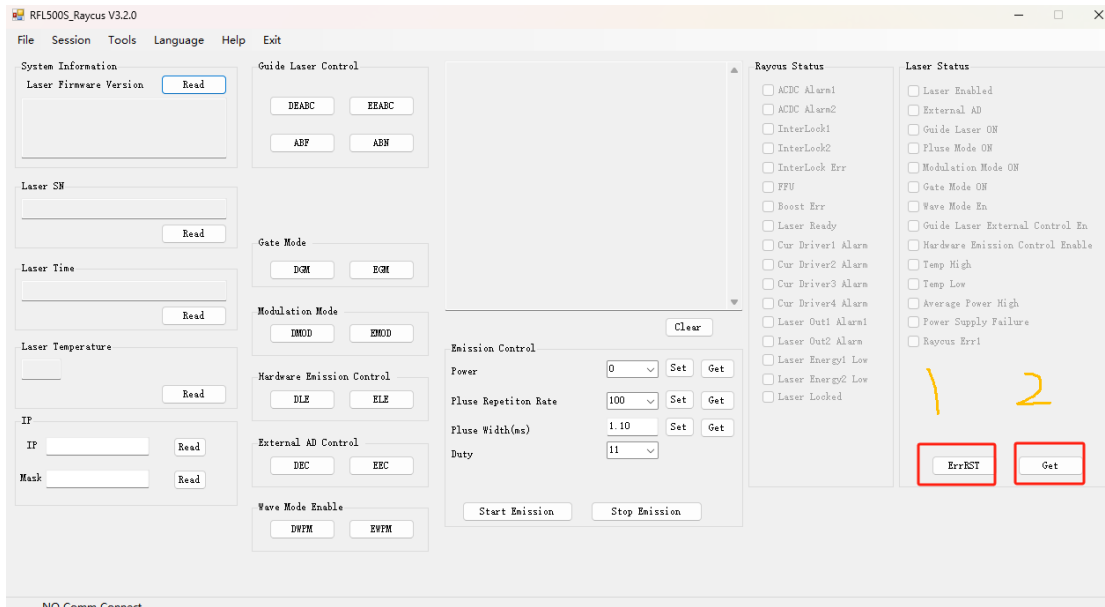 RFL500S_Raycus V3.2.0
File Session Tools Language Help Exit
System Information
Laser Firmware Version Read
Laser SN
Read
Laser Time
Read
Laser Temperature
Read
IP
IP Read
Mask Read
Guide Laser Control
DEABC EEABC
ABF ABN
Gate Mode
DGM EGM
Modulation Mode
DMOD EMOD
Hardware Emission Control
DLE ELE
External AD Control
DEC EEC
Wave Mode Enable
DWPM EWPM
Clear
Emission Control
Power 0 Set Get
Pluse Repetiton Rate 100 Set Get
Pluse Width(ms) 1.10 Set Get
Duty 11
Start Emission Stop Emission
Raycus Status
ACDC Alarm1
ACDC Alarm2
InterLock1
InterLock2
InterLock Err
FFU
Boost Err
Laser Ready
Cur Driver1 Alarm
Cur Driver2 Alarm
Cur Driver3 Alarm
Cur Driver4 Alarm
Laser Out1 Alarm1
Laser Out2 Alarm
Laser Energy1 Low
Laser Energy2 Low
Laser Locked
Laser Status
Laser Enabled
External AD
Guide Laser ON
Pluse Mode ON
Modulation Mode ON
Gate Mode ON
Wave Mode En
Guide Laser External Control En
Hardware Emission Control Enable
Temp High
Temp Low
Average Power High
Power Supply Failure
Raycus Err1
1 2
ErrRST Get
NO Comm Connect